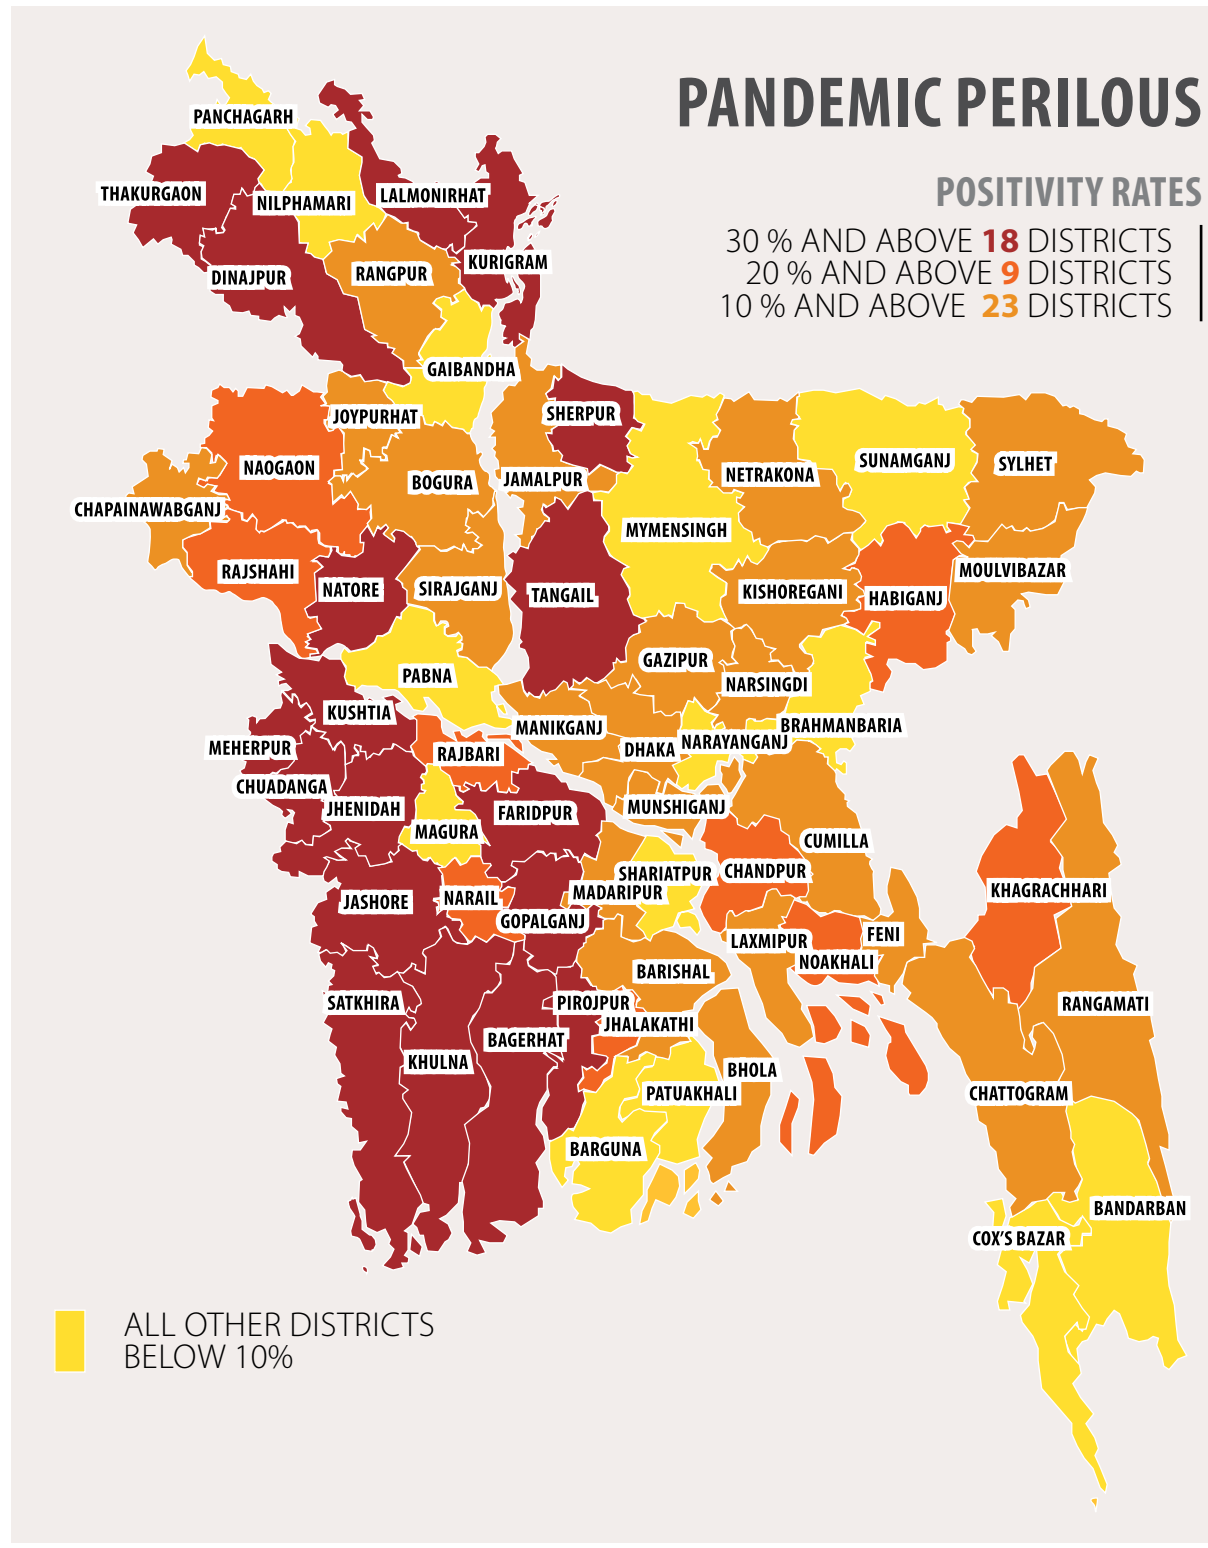 PANDEMIC PERILOUS
POSITIVITY RATES
30 % AND ABOVE 18 DISTRICTS
20 % AND ABOVE 9 DISTRICTS
10 % AND ABOVE 23 DISTRICTS
PANCHAGARH
THAKURGAON
NILPHAMARI
LALMONIRHAT
DINAJPUR
RANGPUR
KURIGRAM
GAIBANDHA
JOYPURHAT
SHERPUR
NAOGAON
BOGURA
JAMALPUR
NETRAKONA
SUNAMGANJ
SYLHET
CHAPAINAWABGANJ
MYMENSINGH
RAJSHAHI
NATORE
SIRAJGANJ
TANGAIL
KISHOREGANI
HABIGANJ
MOULVIBAZAR
PABNA
GAZIPUR
NARSINGDI
KUSHTIA
MANIKGANJ
BRAHMANBARIA
MEHERPUR
RAJBARI
DHAKA
NARAYANGANJ
CHUADANGA
JHENIDAH
FARIDPUR
MUNSHIGANJ
MAGURA
CUMILLA
SHARIATPUR
CHANDPUR
KHAGRACHHARI
JASHORE
NARAIL
MADARIPUR
GOPALGANJ
LAXMIPUR
FENI
NOAKHALI
BARISHAL
SATKHIRA
PIROJPUR
RANGAMATI
JHALAKATHI
BAGERHAT
KHULNA
BHOLA
PATUAKHALI
CHATTOGRAM
BARGUNA
BANDARBAN
COX'S BAZAR
ALL OTHER DISTRICTS
BELOW 10%